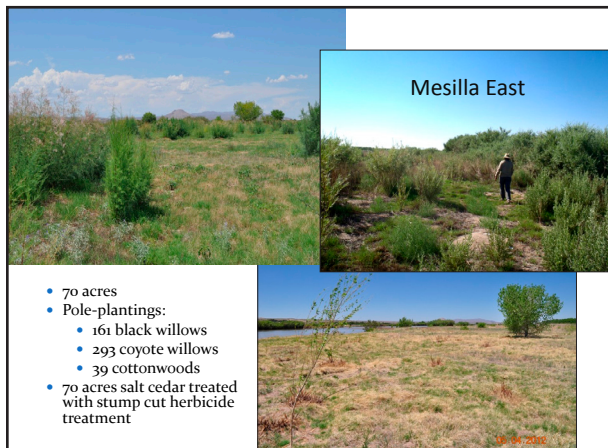 Mesilla East
• 70 acres
• Pole-plantings:
• 161 black willows
• 293 coyote willows
• 39 cottonwoods
• 70 acres salt cedar treated
with stump cut herbicide
treatment